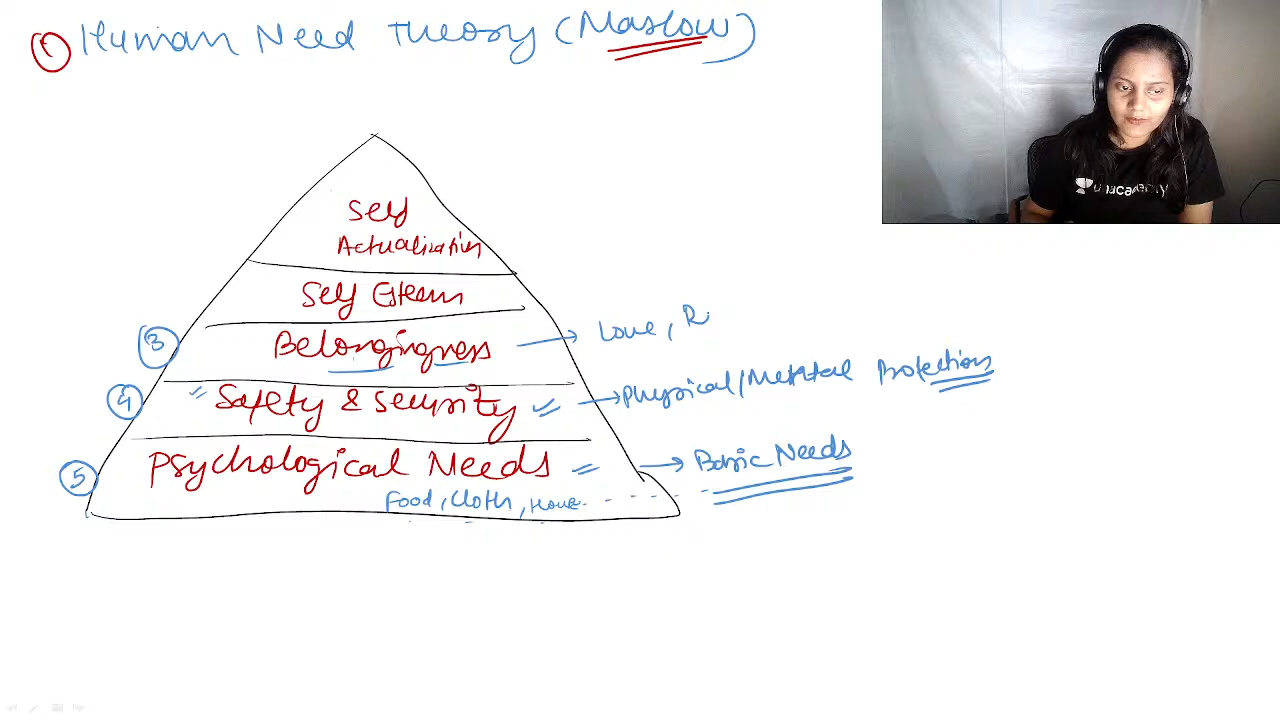 ① Human Need Theory (Maslow)
Self
Actualization
Self Esteem
③ Belongingness → Love, R
④ Safety & Security → Physical/Mental Protection
⑤ Psychological Needs → Basic Needs
Food, Cloth, House
unacademy